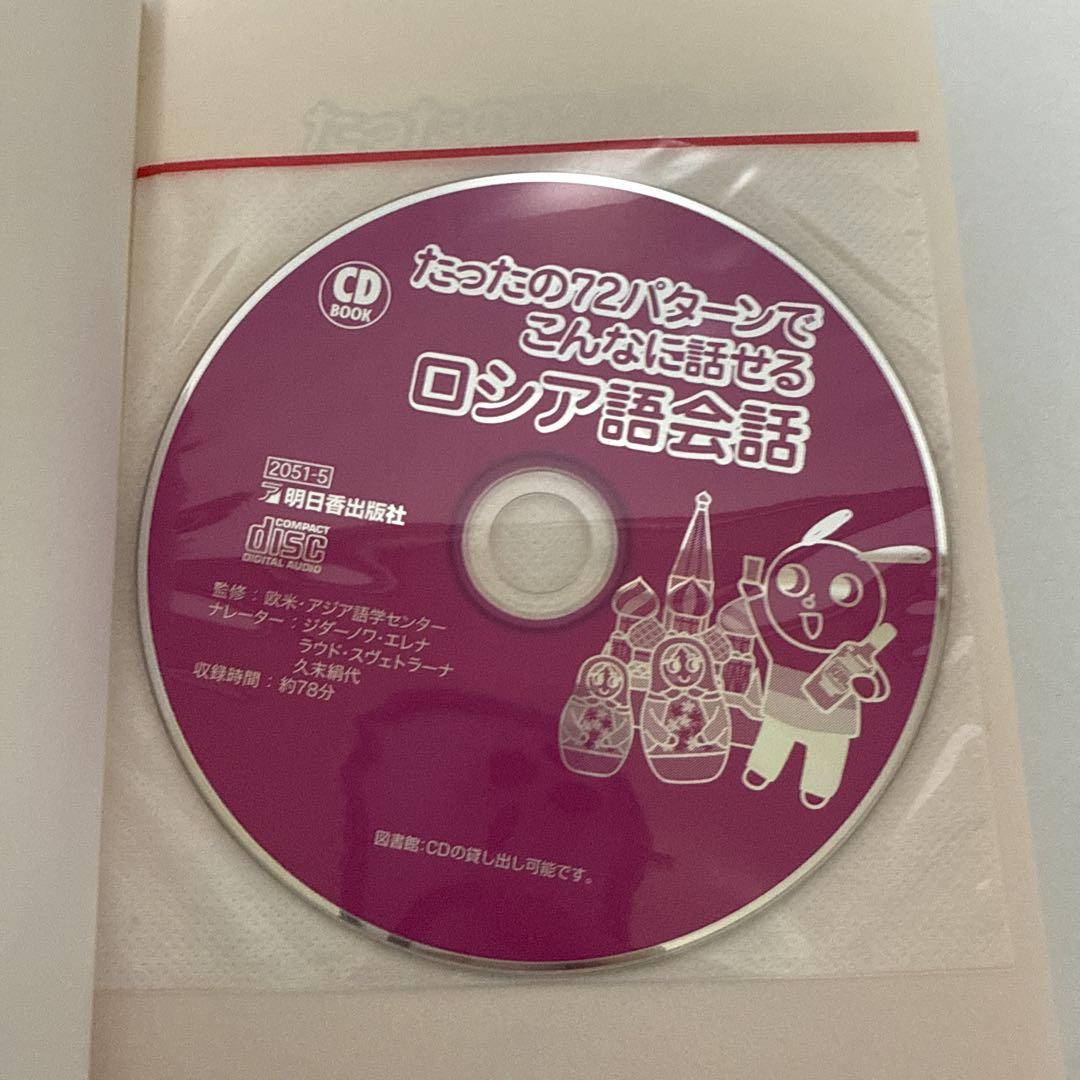 たったの
CD
BOOK
たったの72パターンで
こんなに話せる
ロシア語会話
2051-5
明日香出版社
COMPACT
disc
DIGITAL AUDIO
監修:欧米・アジア語学センター
ナレーター:ジダーノワ・エレナ
ラウド・スヴェトラーナ
久末絹代
収録時間:約78分
図書館:CDの貸し出し可能です。